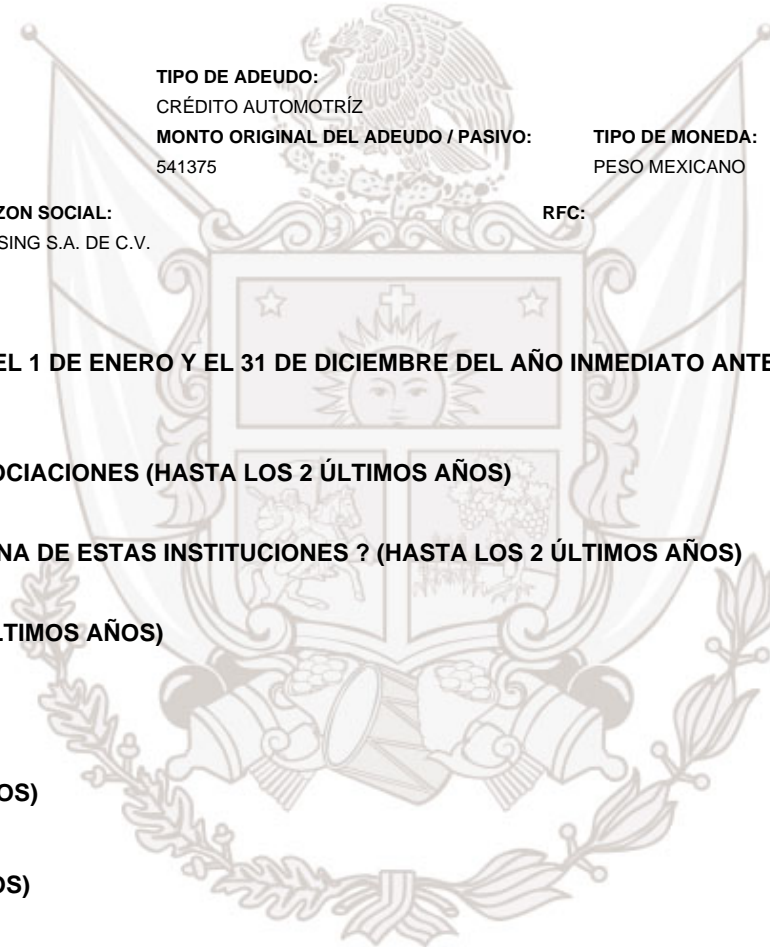 TIPO DE ADEUDO:
CRÉDITO AUTOMOTRÍZ
MONTO ORIGINAL DEL ADEUDO / PASIVO: TIPO DE MONEDA:
541375 PESO MEXICANO
ZON SOCIAL: RFC:
SING S.A. DE C.V.
EL 1 DE ENERO Y EL 31 DE DICIEMBRE DEL AÑO INMEDIATO ANTE
OCIACIONES (HASTA LOS 2 ÚLTIMOS AÑOS)
NA DE ESTAS INSTITUCIONES ? (HASTA LOS 2 ÚLTIMOS AÑOS)
LTIMOS AÑOS)
OS)
OS)